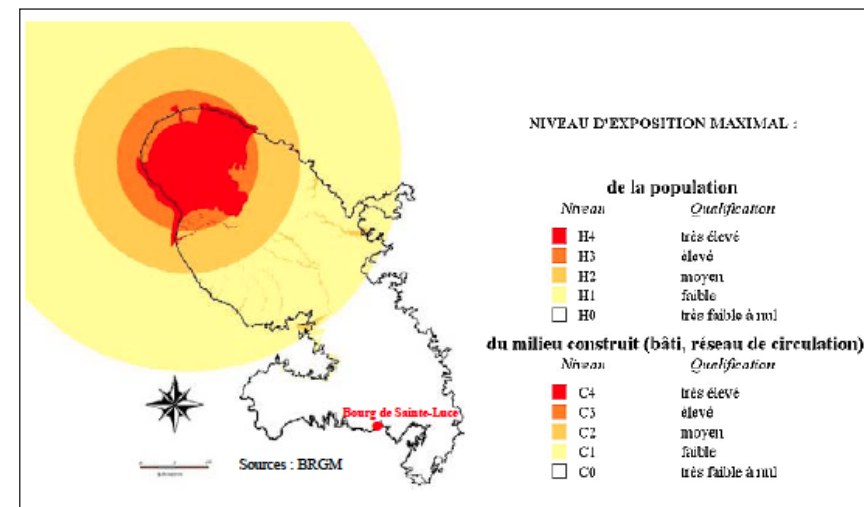 NIVEAU D'EXPOSITION MAXIMAL :
de la population
Niveau Qualification
H4 très élevé
H3 élevé
H2 moyen
H1 faible
H0 très faible à nul
du milieu construit (bâti, réseau de circulation)
Niveau Qualification
C4 très élevé
C3 élevé
C2 moyen
C1 faible
C0 très faible à nul
Bourg de Sainte-Luce
Sources : BRGM